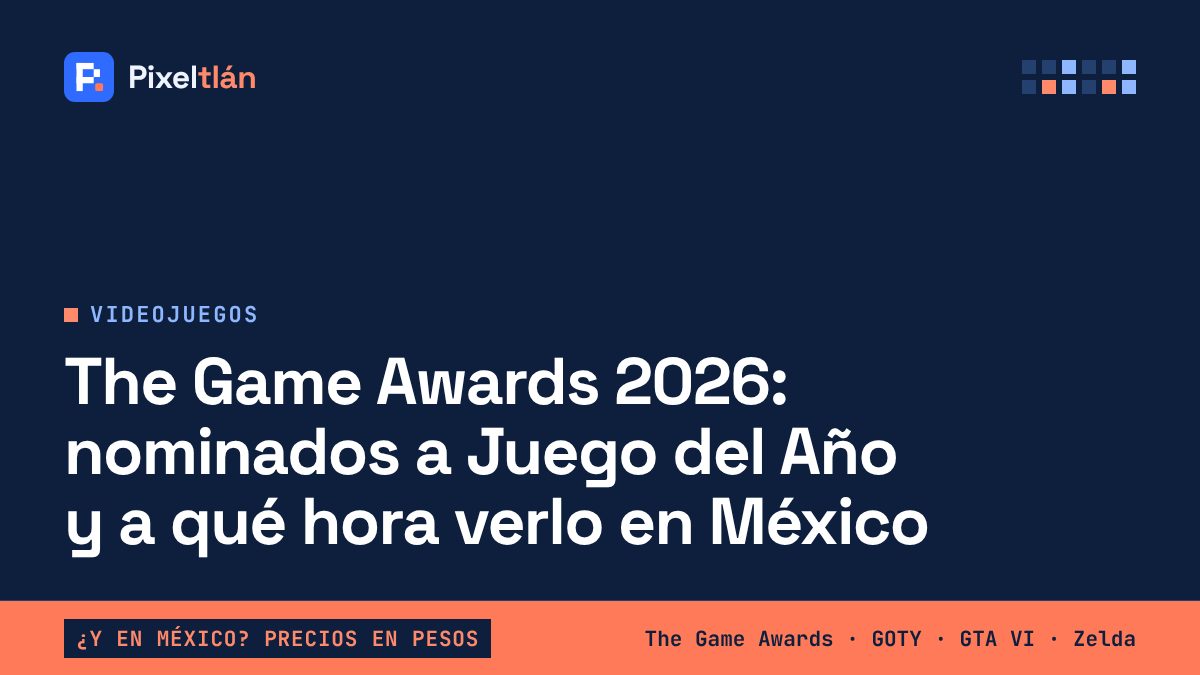 Pixeltlán
VIDEOJUEGOS
The Game Awards 2026:
nominados a Juego del Año
y a qué hora verlo en México
¿Y EN MÉXICO? PRECIOS EN PESOS
The Game Awards · GOTY · GTA VI · Zelda